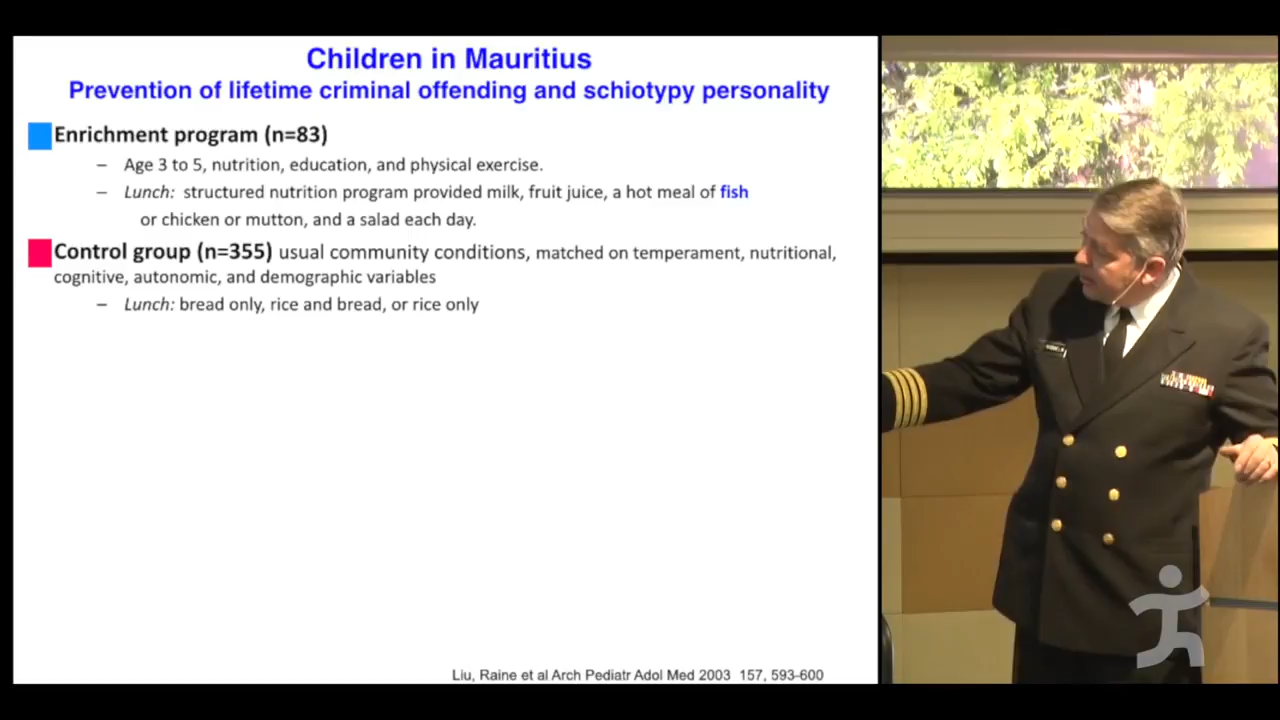 Children in Mauritius
Prevention of lifetime criminal offending and schiotypy personality
Enrichment program (n=83)
– Age 3 to 5, nutrition, education, and physical exercise.
– Lunch: structured nutrition program provided milk, fruit juice, a hot meal of fish
or chicken or mutton, and a salad each day.
Control group (n=355) usual community conditions, matched on temperament, nutritional,
cognitive, autonomic, and demographic variables
– Lunch: bread only, rice and bread, or rice only
Liu, Raine et al Arch Pediatr Adol Med 2003 157, 593-600